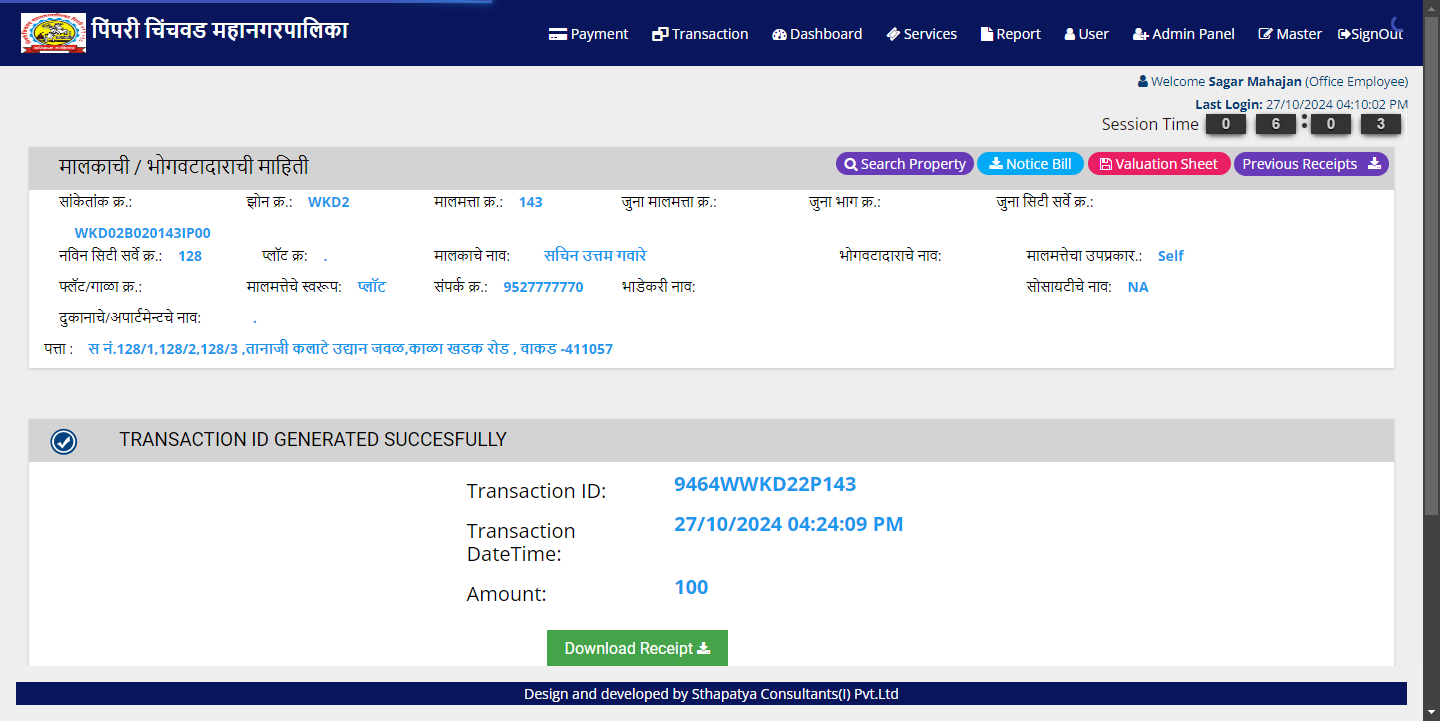 पिंपरी चिंचवड महानगरपालिका
Payment Transaction Dashboard Services Report User Admin Panel Master SignOut
Welcome Sagar Mahajan (Office Employee)
Last Login: 27/10/2024 04:10:02 PM
Session Time 0 6 : 0 3
मालकाची / भोगवटादाराची माहिती
Search Property Notice Bill Valuation Sheet Previous Receipts
सांकेतांक क्र.: झोन क्र.: WKD2 मालमत्ता क्र.: 143 जुना मालमत्ता क्र.: जुना भाग क्र.: जुना सिटी सर्वे क्र.:
WKD02B020143IP00
नविन सिटी सर्वे क्र.: 128 प्लॉट क्र: . मालकाचे नाव: सचिन उत्तम गवारे भोगवटादाराचे नाव: मालमत्तेचा उपप्रकार.: Self
फ्लॅट/गाळा क्र.: मालमत्तेचे स्वरूप: प्लॉट संपर्क क्र.: 9527777770 भाडेकरी नाव: सोसायटीचे नाव: NA
दुकानाचे/अपार्टमेन्टचे नाव: .
पत्ता : स नं.128/1,128/2,128/3 ,तानाजी कलाटे उद्यान जवळ,काळा खडक रोड , वाकड -411057
TRANSACTION ID GENERATED SUCCESFULLY
Transaction ID: 9464WWKD22P143
Transaction DateTime: 27/10/2024 04:24:09 PM
Amount: 100
Download Receipt
Design and developed by Sthapatya Consultants(I) Pvt.Ltd